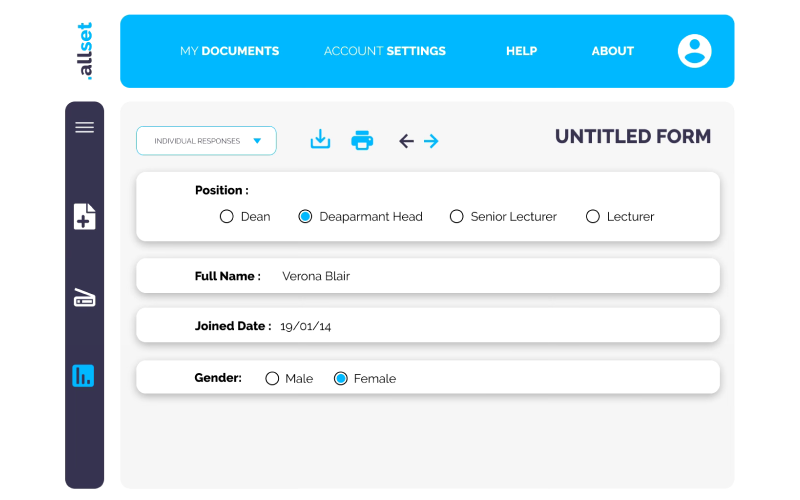 .allset
MY DOCUMENTS ACCOUNT SETTINGS HELP ABOUT
INDIVIDUAL RESPONSES
UNTITLED FORM
Position :
Dean Deaparmant Head Senior Lecturer Lecturer
Full Name : Verona Blair
Joined Date : 19/01/14
Gender: Male Female